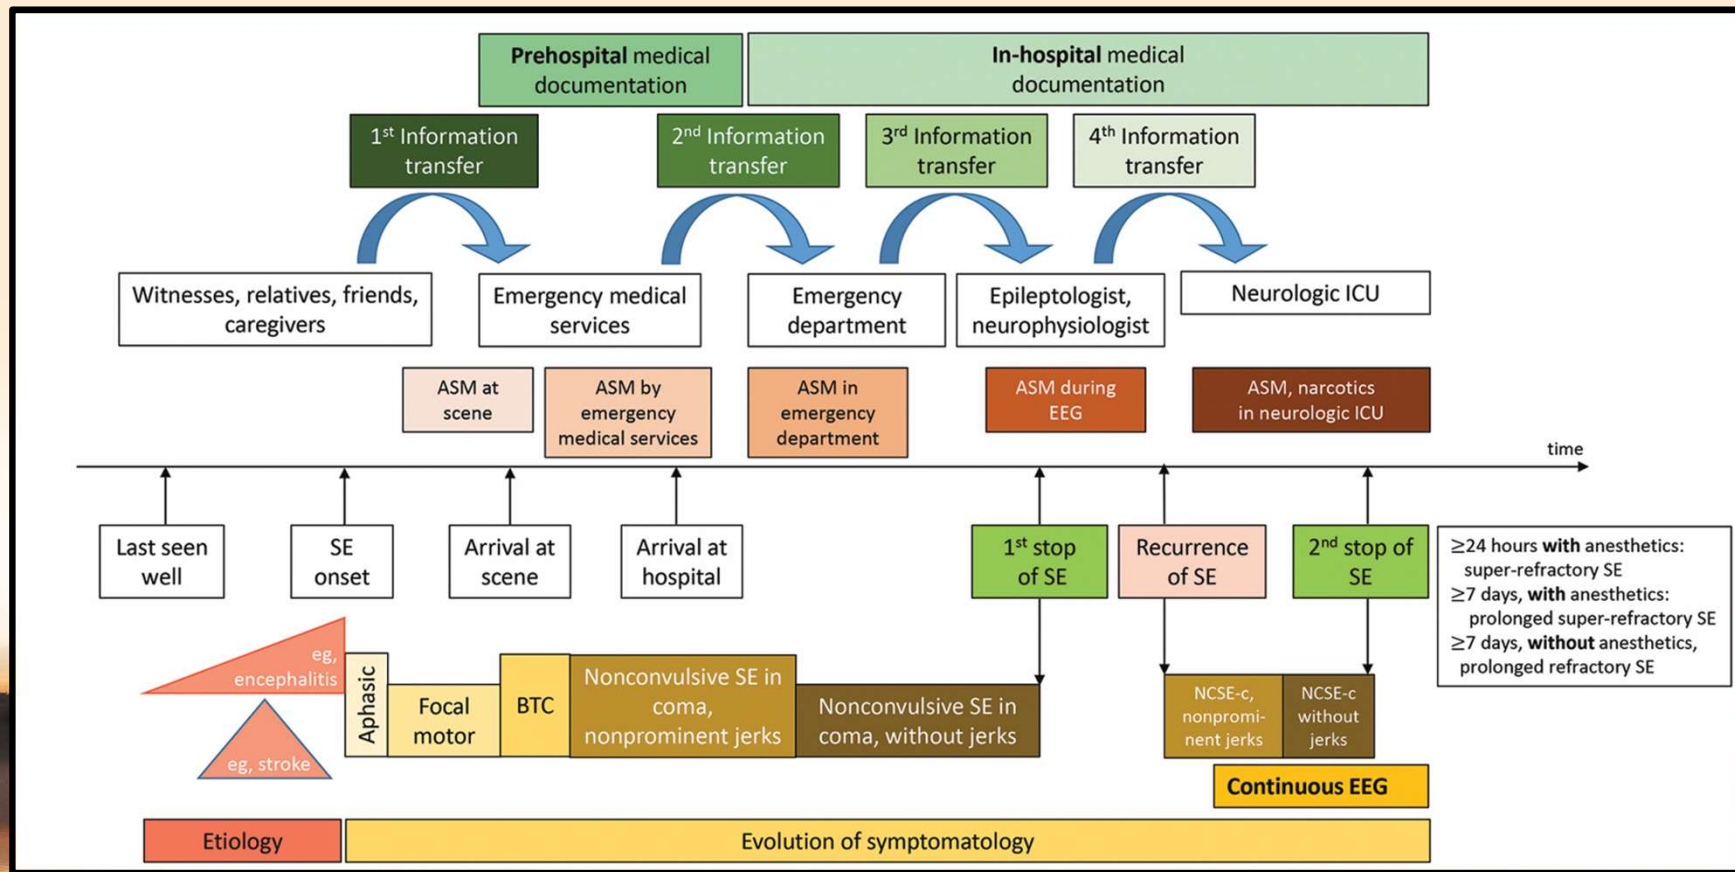 Prehospital medical
documentation
In-hospital medical
documentation
1st Information
transfer
2nd Information
transfer
3rd Information
transfer
4th Information
transfer
Witnesses, relatives, friends,
caregivers
Emergency medical
services
Emergency
department
Epileptologist,
neurophysiologist
Neurologic ICU
ASM at
scene
ASM by
emergency
medical services
ASM in
emergency
department
ASM during
EEG
ASM, narcotics
in neurologic ICU
time
Last seen
well
SE
onset
Arrival at
scene
Arrival at
hospital
1st stop
of SE
Recurrence
of SE
2nd stop of
SE
≥24 hours with anesthetics:
super-refractory SE
≥7 days, with anesthetics:
prolonged super-refractory SE
≥7 days, without anesthetics,
prolonged refractory SE
eg,
encephalitis
eg, stroke
Aphasic
Focal
motor
BTC
Nonconvulsive SE in
coma,
nonprominent jerks
Nonconvulsive SE in
coma, without jerks
NCSE-c,
nonpromi-
nent jerks
NCSE-c
without
jerks
Continuous EEG
Etiology
Evolution of symptomatology